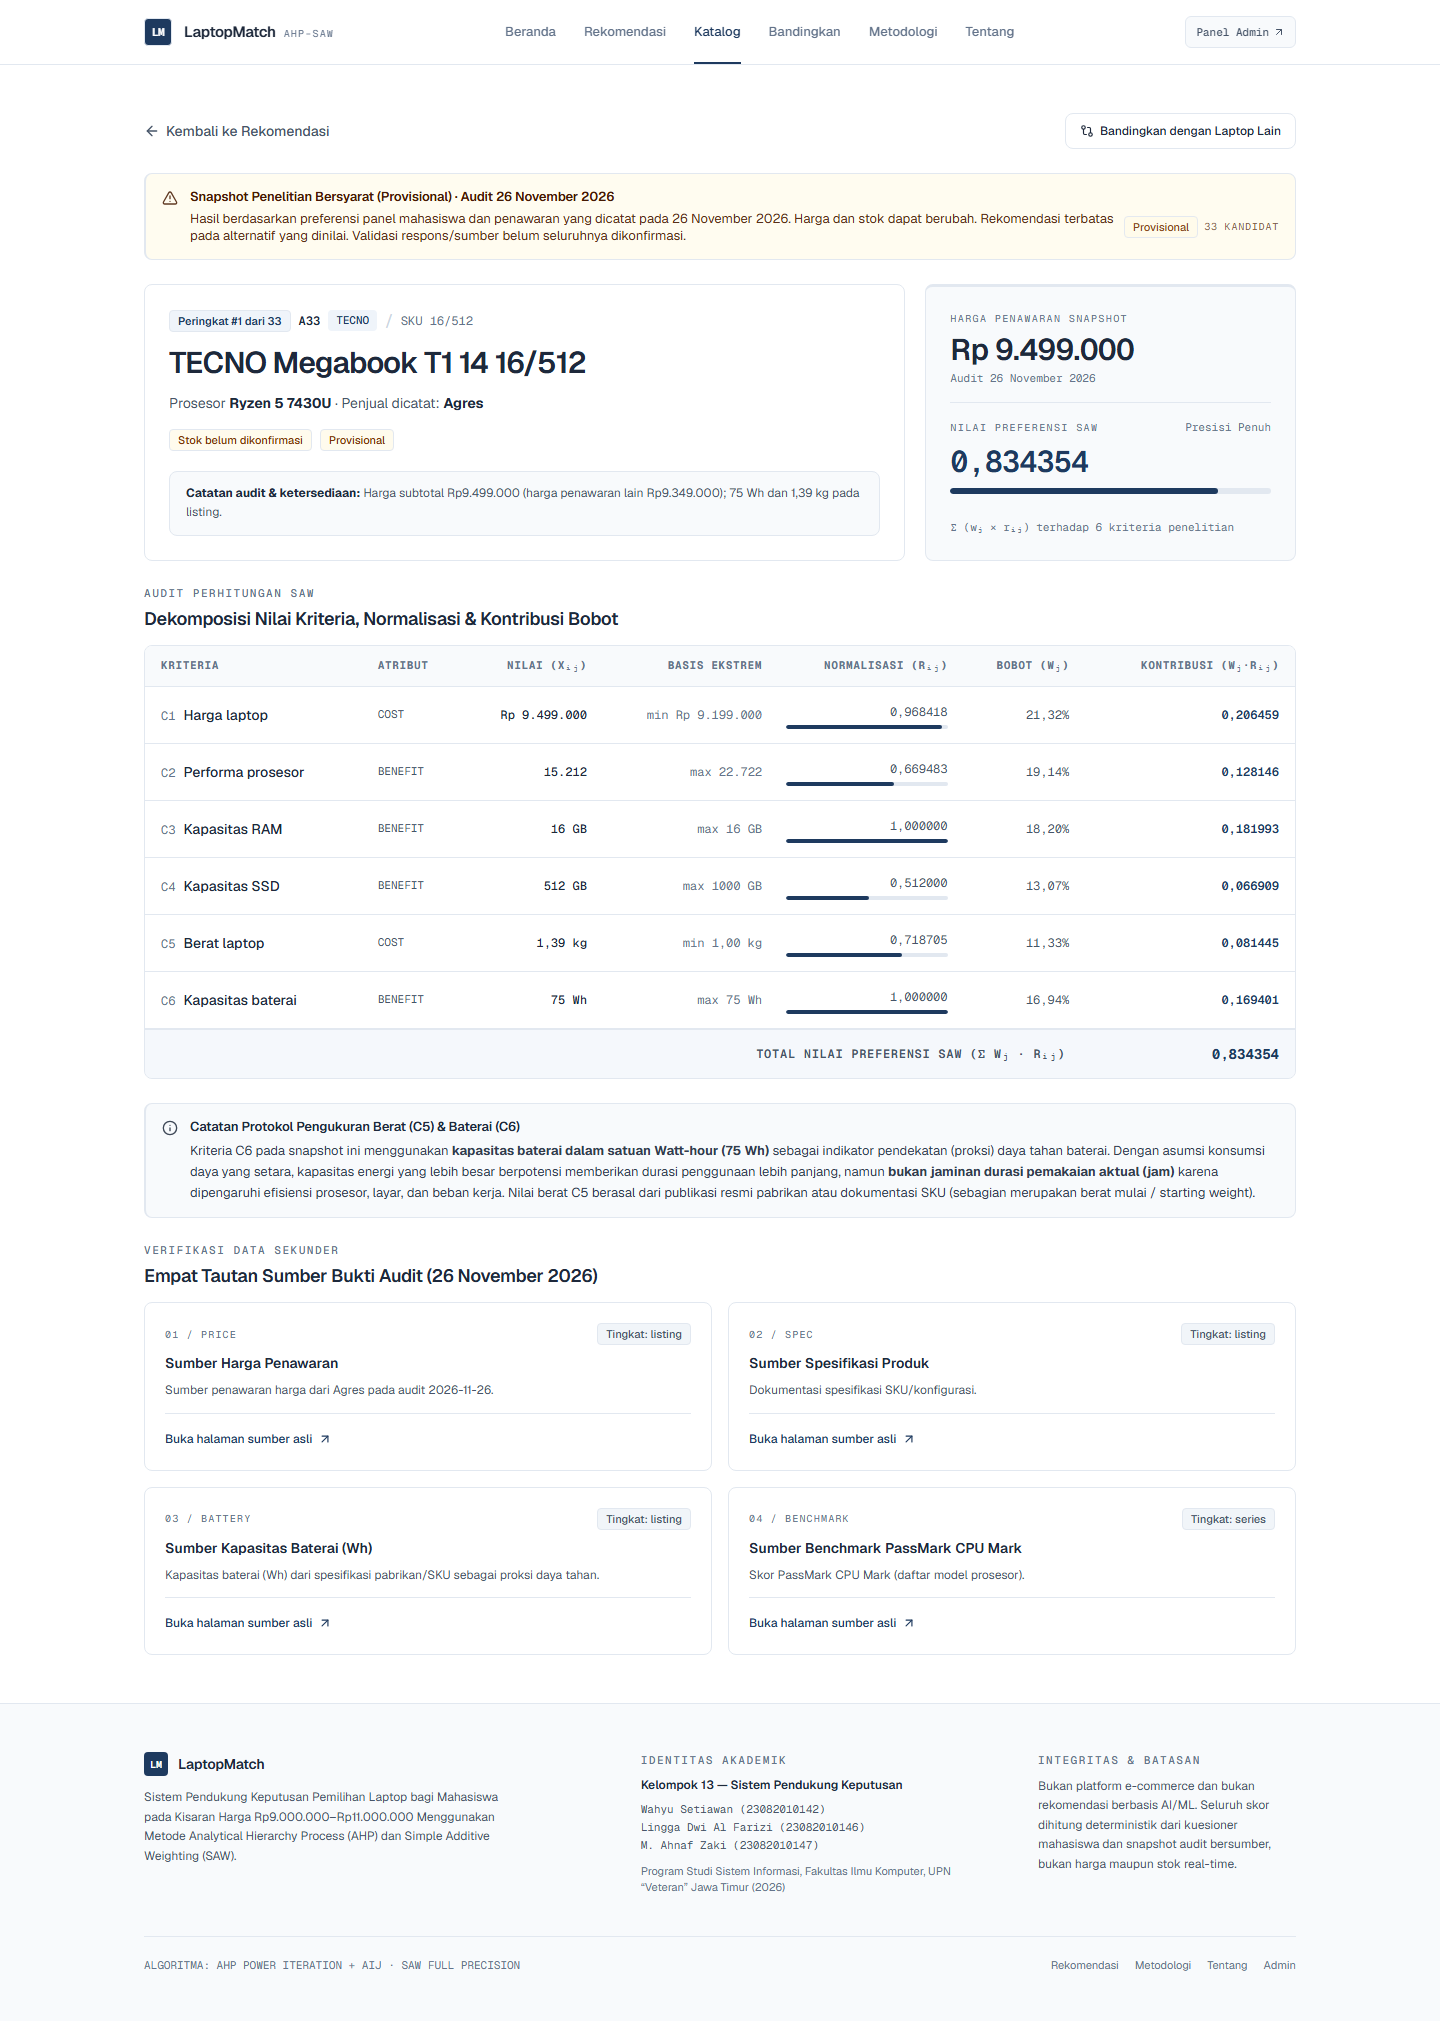 LM LaptopMatch AHP-SAW Beranda Rekomendasi Katalog Bandingkan Metodologi Tentang Panel Admin
Kembali ke Rekomendasi
Bandingkan dengan Laptop Lain
Snapshot Penelitian Bersyarat (Provisional) · Audit 26 November 2026
Hasil berdasarkan preferensi panel mahasiswa dan penawaran yang dicatat pada 26 November 2026. Harga dan stok dapat berubah. Rekomendasi terbatas
pada alternatif yang dinilai. Validasi respons/sumber belum seluruhnya dikonfirmasi.
Provisional 33 KANDIDAT
Peringkat #1 dari 33 A33 TECNO / SKU 16/512
TECNO Megabook T1 14 16/512
Prosesor Ryzen 5 7430U · Penjual dicatat: Agres
Stok belum dikonfirmasi Provisional
Catatan audit & ketersediaan: Harga subtotal Rp9.499.000 (harga penawaran lain Rp9.349.000); 75 Wh dan 1,39 kg pada
listing.
HARGA PENAWARAN SNAPSHOT
Rp 9.499.000
Audit 26 November 2026
NILAI PREFERENSI SAW Presisi Penuh
0,834354
Σ (wⱼ × rᵢⱼ) terhadap 6 kriteria penelitian
AUDIT PERHITUNGAN SAW
Dekomposisi Nilai Kriteria, Normalisasi & Kontribusi Bobot
KRITERIA ATRIBUT NILAI (Xᵢⱼ) BASIS EKSTREM NORMALISASI (Rᵢⱼ) BOBOT (Wⱼ) KONTRIBUSI (Wⱼ·Rᵢⱼ)
C1 Harga laptop COST Rp 9.499.000 min Rp 9.199.000 0,968418 21,32% 0,206459
C2 Performa prosesor BENEFIT 15.212 max 22.722 0,669483 19,14% 0,128146
C3 Kapasitas RAM BENEFIT 16 GB max 16 GB 1,000000 18,20% 0,181993
C4 Kapasitas SSD BENEFIT 512 GB max 1000 GB 0,512000 13,07% 0,066909
C5 Berat laptop COST 1,39 kg min 1,00 kg 0,718705 11,33% 0,081445
C6 Kapasitas baterai BENEFIT 75 Wh max 75 Wh 1,000000 16,94% 0,169401
TOTAL NILAI PREFERENSI SAW (Σ Wⱼ · Rᵢⱼ) 0,834354
Catatan Protokol Pengukuran Berat (C5) & Baterai (C6)
Kriteria C6 pada snapshot ini menggunakan kapasitas baterai dalam satuan Watt-hour (75 Wh) sebagai indikator pendekatan (proksi) daya tahan baterai. Dengan asumsi konsumsi
daya yang setara, kapasitas energi yang lebih besar berpotensi memberikan durasi penggunaan lebih panjang, namun bukan jaminan durasi pemakaian aktual (jam) karena
dipengaruhi efisiensi prosesor, layar, dan beban kerja. Nilai berat C5 berasal dari publikasi resmi pabrikan atau dokumentasi SKU (sebagian merupakan berat mulai / starting weight).
VERIFIKASI DATA SEKUNDER
Empat Tautan Sumber Bukti Audit (26 November 2026)
01 / PRICE Tingkat: listing
Sumber Harga Penawaran
Sumber penawaran harga dari Agres pada audit 2026-11-26.
Buka halaman sumber asli
02 / SPEC Tingkat: listing
Sumber Spesifikasi Produk
Dokumentasi spesifikasi SKU/konfigurasi.
Buka halaman sumber asli
03 / BATTERY Tingkat: listing
Sumber Kapasitas Baterai (Wh)
Kapasitas baterai (Wh) dari spesifikasi pabrikan/SKU sebagai proksi daya tahan.
Buka halaman sumber asli
04 / BENCHMARK Tingkat: series
Sumber Benchmark PassMark CPU Mark
Skor PassMark CPU Mark (daftar model prosesor).
Buka halaman sumber asli
LM LaptopMatch
Sistem Pendukung Keputusan Pemilihan Laptop bagi Mahasiswa
pada Kisaran Harga Rp9.000.000–Rp11.000.000 Menggunakan
Metode Analytical Hierarchy Process (AHP) dan Simple Additive
Weighting (SAW).
IDENTITAS AKADEMIK
Kelompok 13 — Sistem Pendukung Keputusan
Wahyu Setiawan (23082010142)
Lingga Dwi Al Farizi (23082010146)
M. Ahnaf Zaki (23082010147)
Program Studi Sistem Informasi, Fakultas Ilmu Komputer, UPN
“Veteran” Jawa Timur (2026)
INTEGRITAS & BATASAN
Bukan platform e-commerce dan bukan
rekomendasi berbasis AI/ML. Seluruh skor
dihitung deterministik dari kuesioner
mahasiswa dan snapshot audit bersumber,
bukan harga maupun stok real-time.
ALGORITMA: AHP POWER ITERATION + AIJ · SAW FULL PRECISION
Rekomendasi Metodologi Tentang Admin